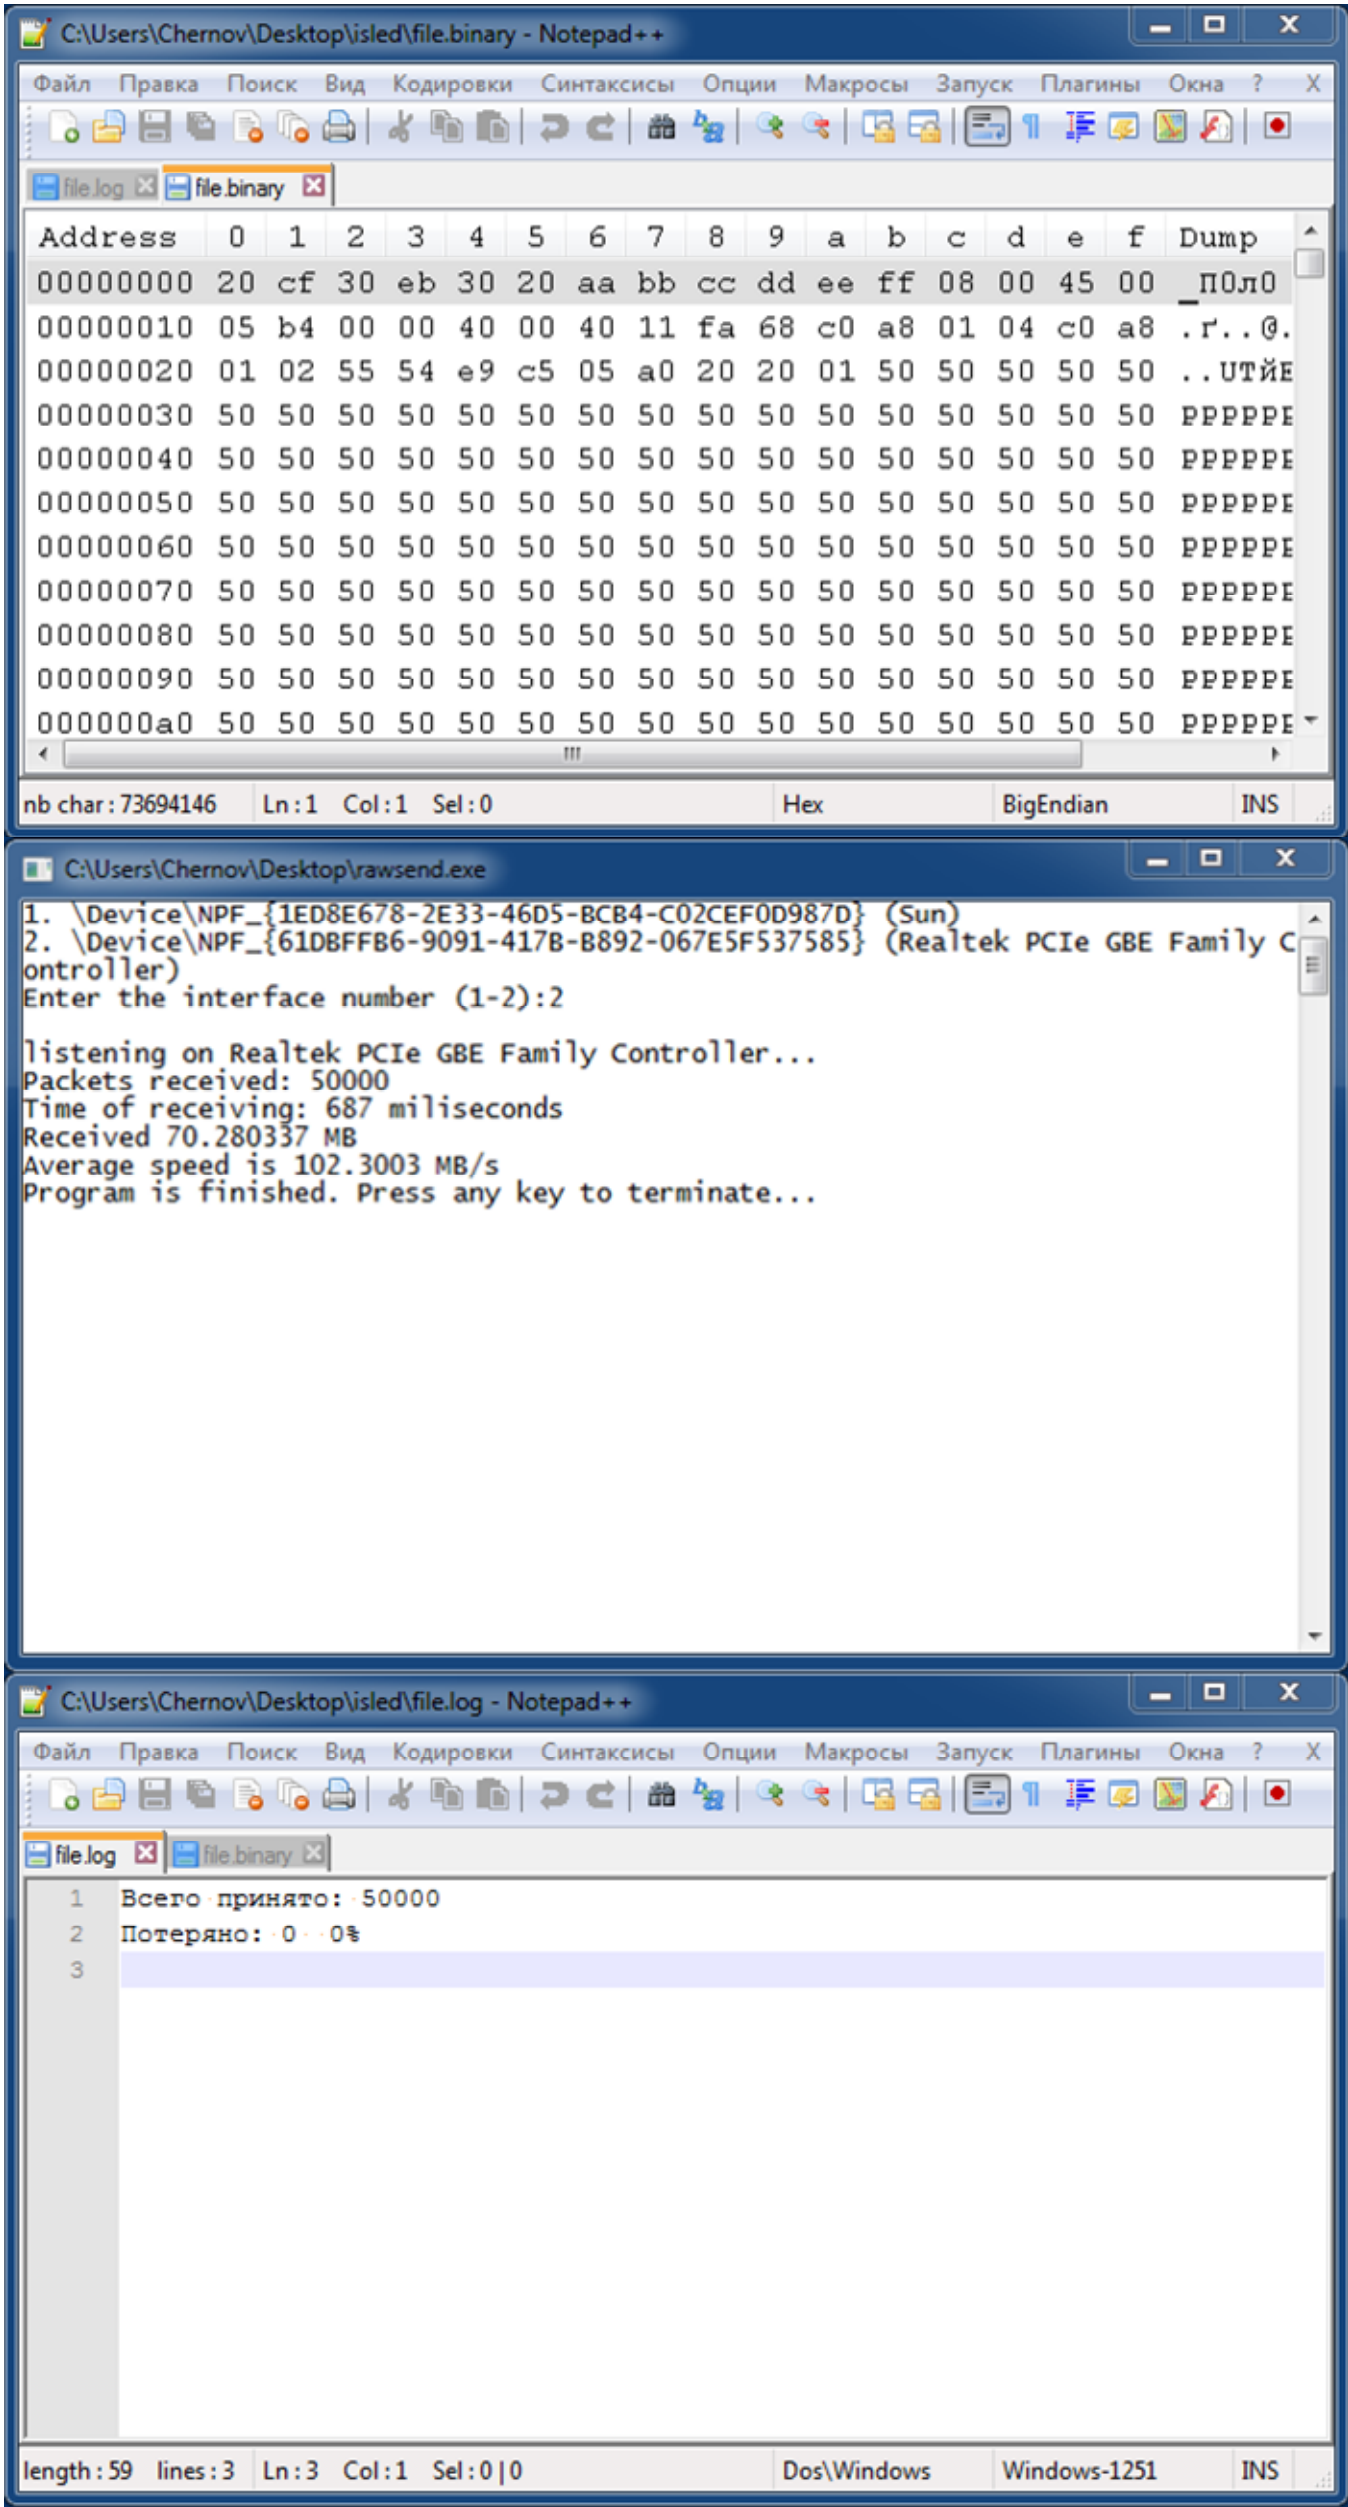 C:\Users\Chernov\Desktop\isled\file.binary - Notepad++
Файл Правка Поиск Вид Кодировки Синтаксисы Опции Макросы Запуск Плагины Окна ? X
file.log file.binary
Address 0 1 2 3 4 5 6 7 8 9 a b c d e f Dump
00000000 20 cf 30 eb 30 20 aa bb cc dd ee ff 08 00 45 00 _П0л0
00000010 05 b4 00 00 40 00 40 11 fa 68 c0 a8 01 04 c0 a8 .ґ..@.
00000020 01 02 55 54 e9 c5 05 a0 20 20 01 50 50 50 50 50 ..UTйЕ
00000030 50 50 50 50 50 50 50 50 50 50 50 50 50 50 50 50 PPPPPP
00000040 50 50 50 50 50 50 50 50 50 50 50 50 50 50 50 50 PPPPPP
00000050 50 50 50 50 50 50 50 50 50 50 50 50 50 50 50 50 PPPPPP
00000060 50 50 50 50 50 50 50 50 50 50 50 50 50 50 50 50 PPPPPP
00000070 50 50 50 50 50 50 50 50 50 50 50 50 50 50 50 50 PPPPPP
00000080 50 50 50 50 50 50 50 50 50 50 50 50 50 50 50 50 PPPPPP
00000090 50 50 50 50 50 50 50 50 50 50 50 50 50 50 50 50 PPPPPP
000000a0 50 50 50 50 50 50 50 50 50 50 50 50 50 50 50 50 PPPPPP
nb char : 73694146 Ln : 1 Col : 1 Sel : 0 Hex BigEndian INS
C:\Users\Chernov\Desktop\rawsend.exe
1. \Device\NPF_{1ED8E678-2E33-46D5-BCB4-C02CEF0D987D} (Sun)
2. \Device\NPF_{61DBFFB6-9091-417B-B892-067E5F537585} (Realtek PCIe GBE Family C
ontroller)
Enter the interface number (1-2):2
listening on Realtek PCIe GBE Family Controller...
Packets received: 50000
Time of receiving: 687 miliseconds
Received 70.280337 MB
Average speed is 102.3003 MB/s
Program is finished. Press any key to terminate...
C:\Users\Chernov\Desktop\isled\file.log - Notepad++
Файл Правка Поиск Вид Кодировки Синтаксисы Опции Макросы Запуск Плагины Окна ? X
file.log file.binary
1 Всего принято: 50000
2 Потеряно: 0 0%
3
length : 59 lines : 3 Ln : 3 Col : 1 Sel : 0 | 0 Dos\Windows Windows-1251 INS